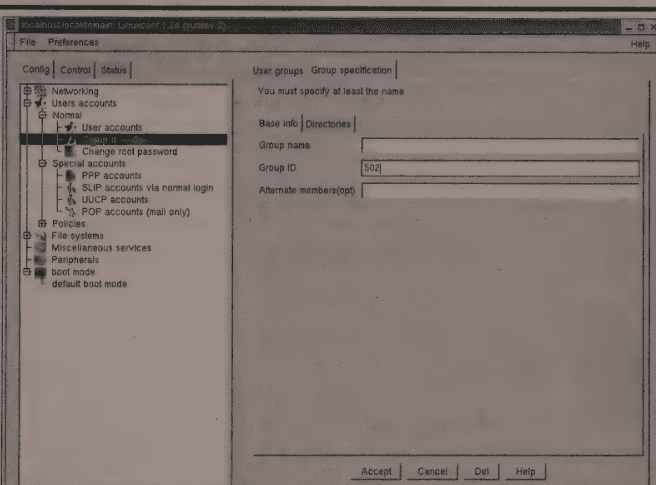 localhost.localdomain: Linuxconf 1.24
File Preferences
Help
Config Control Status
Networking
Users accounts
Normal
User accounts
Change root password
Special accounts
PPP accounts
SLIP accounts via normal login
UUCP accounts
POP accounts (mail only)
Policies
File systems
Miscellaneous services
Peripherals
boot mode
default boot mode
User groups Group specification
You must specify at least the name
Base info Directories
Group name
Group ID 502
Alternate members(opt)
Accept Cancel Del Help